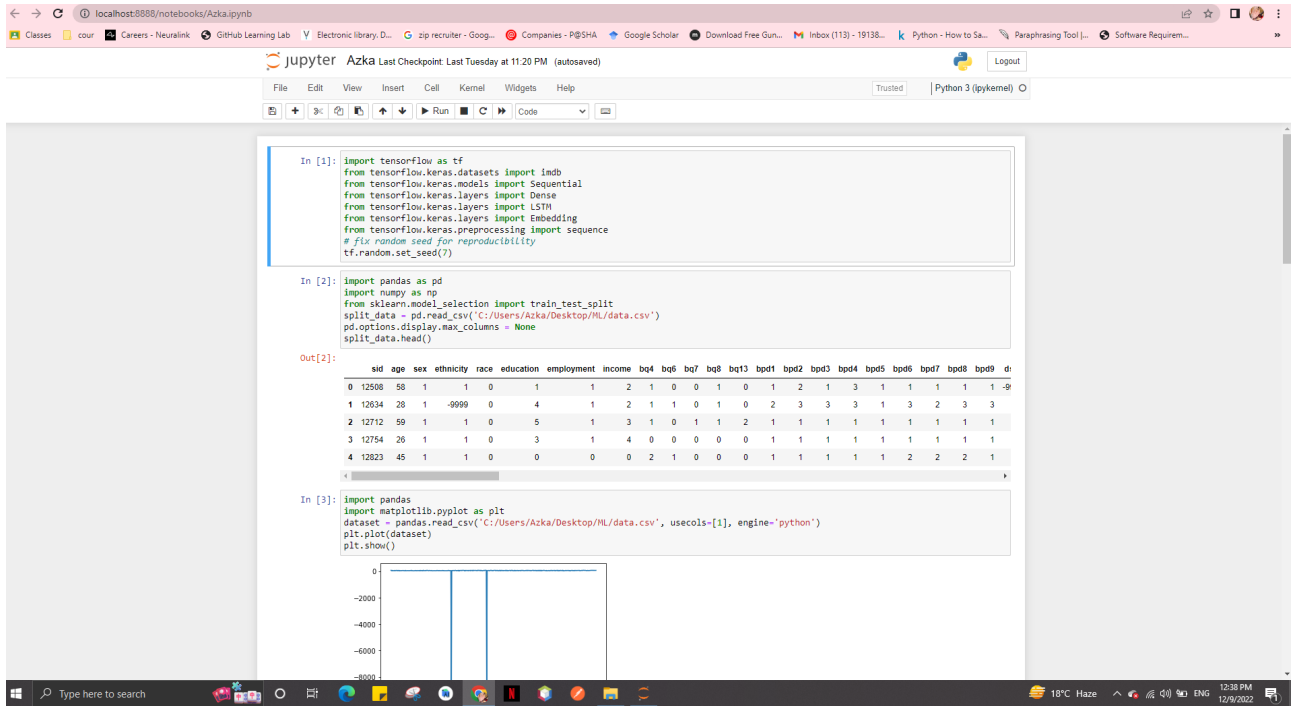 localhost:8888/notebooks/Azka.ipynb
Classes cour Careers - Neuralink GitHub Learning Lab Electronic library. D... zip recruiter - Goog... Companies - P@SHA Google Scholar Download Free Gun... Inbox (113) - 19138... Python - How to Sa... Paraphrasing Tool |... Software Requirem... »
jupyter Azka Last Checkpoint: Last Tuesday at 11:20 PM (autosaved) Logout
File Edit View Insert Cell Kernel Widgets Help Trusted Python 3 (ipykernel)
Run Code
In [1]: import tensorflow as tf
from tensorflow.keras.datasets import imdb
from tensorflow.keras.models import Sequential
from tensorflow.keras.layers import Dense
from tensorflow.keras.layers import LSTM
from tensorflow.keras.layers import Embedding
from tensorflow.keras.preprocessing import sequence
# fix random seed for reproducibility
tf.random.set_seed(7)
In [2]: import pandas as pd
import numpy as np
from sklearn.model_selection import train_test_split
split_data = pd.read_csv('C:/Users/Azka/Desktop/ML/data.csv')
pd.options.display.max_columns = None
split_data.head()
Out[2]:
sid age sex ethnicity race education employment income bq4 bq6 bq7 bq8 bq13 bpd1 bpd2 bpd3 bpd4 bpd5 bpd6 bpd7 bpd8 bpd9
0 12508 58 1 1 0 1 1 2 1 0 0 1 0 1 2 1 3 1 1 1 1 1 -9
1 12634 28 1 -9999 0 4 1 2 1 1 0 1 0 2 3 3 3 1 3 2 3 3
2 12712 59 1 1 0 5 1 3 1 0 1 1 2 1 1 1 1 1 1 1 1 1
3 12754 26 1 1 0 3 1 4 0 0 0 0 0 1 1 1 1 1 1 1 1 1
4 12823 45 1 1 0 0 0 0 2 1 0 0 0 1 1 1 1 1 2 2 2 1
In [3]: import pandas
import matplotlib.pyplot as plt
dataset = pandas.read_csv('C:/Users/Azka/Desktop/ML/data.csv', usecols=[1], engine='python')
plt.plot(dataset)
plt.show()
0
−2000
−4000
−6000
−8000
Type here to search 18°C Haze ENG 12:38 PM
12/9/2022